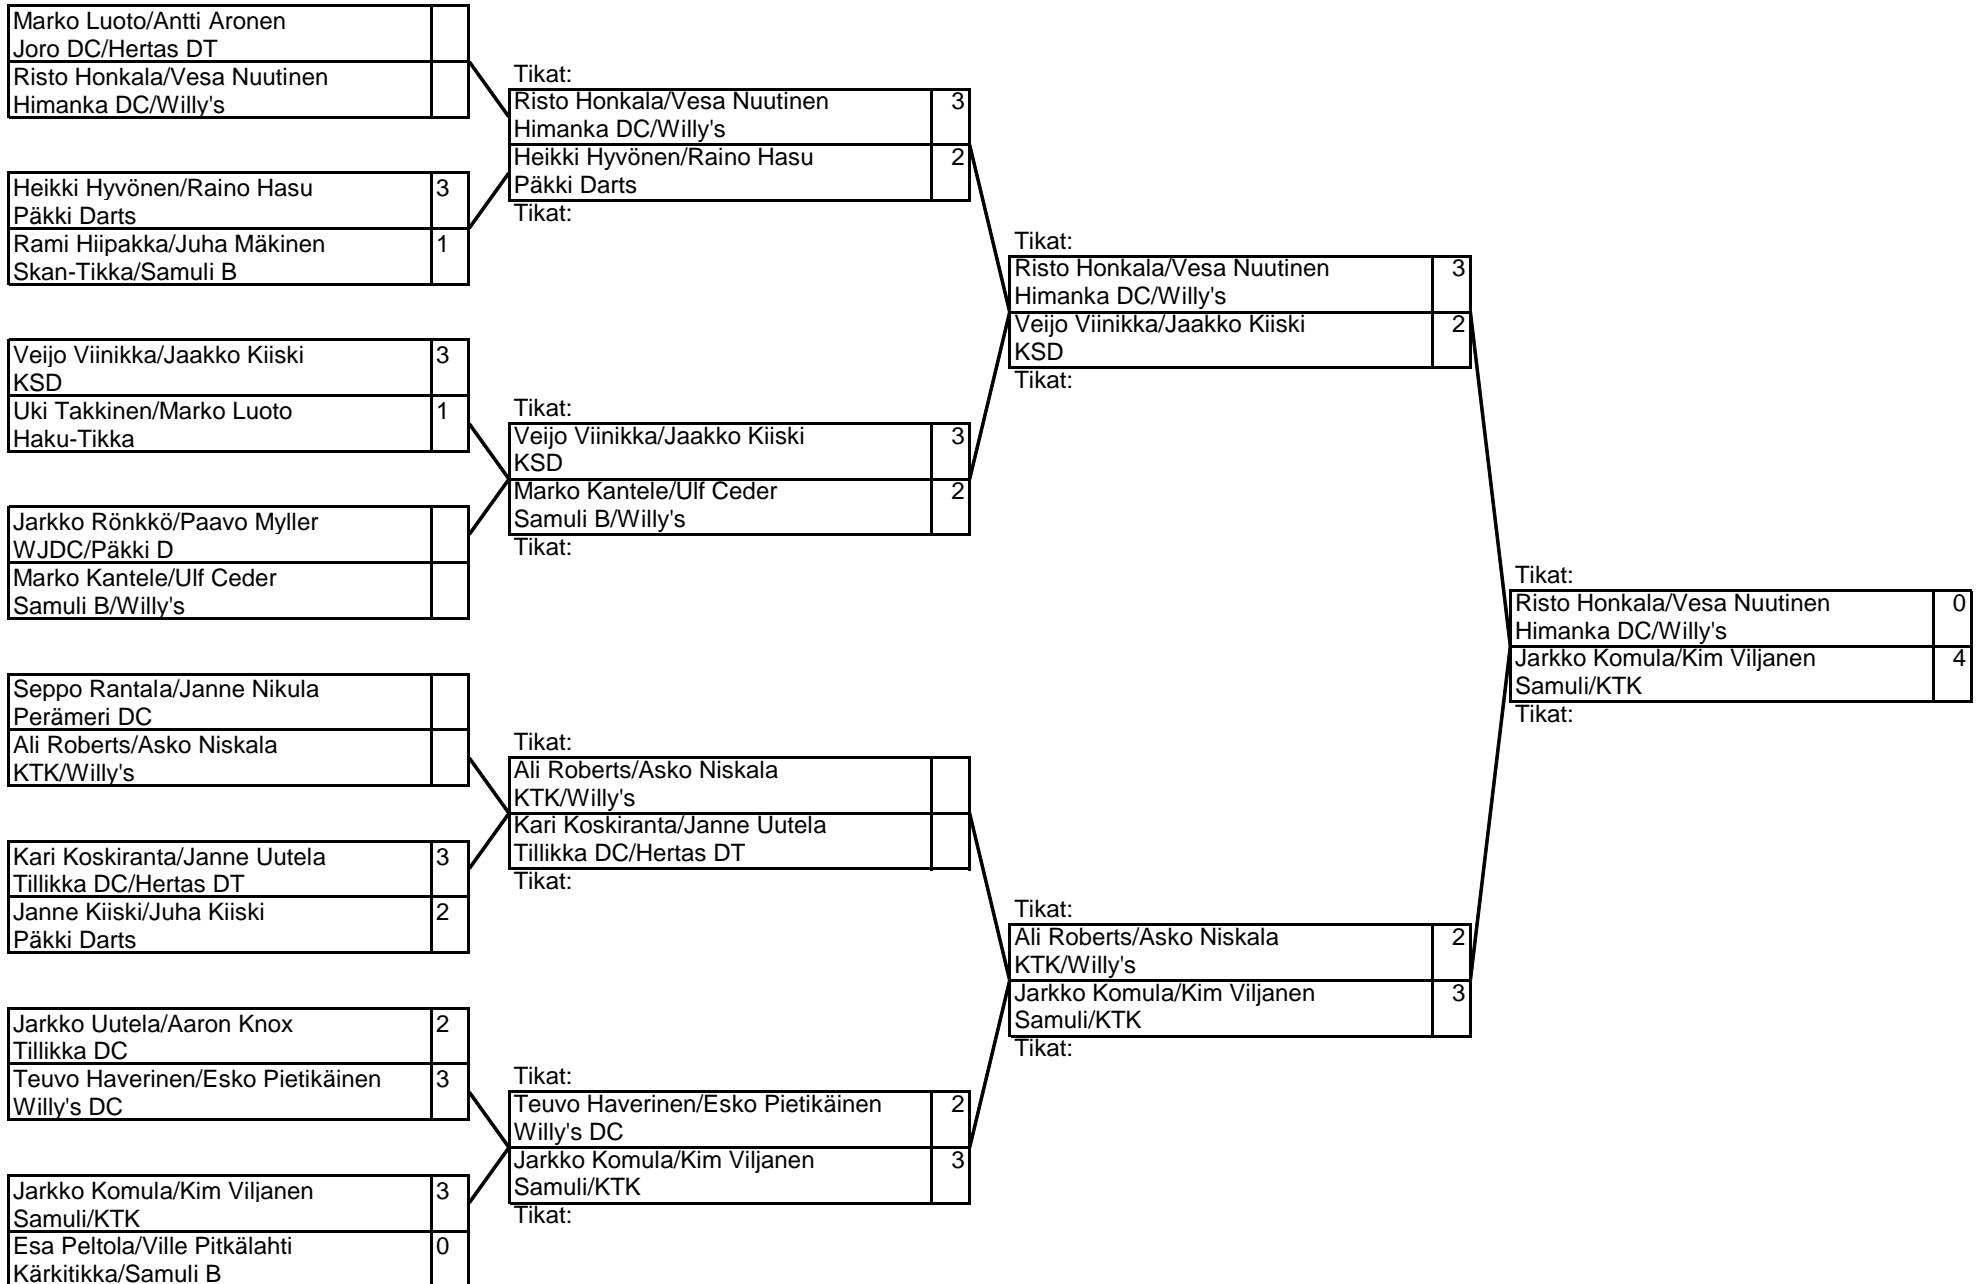 Marko Luoto/Antti Aronen
Joro DC/Hertas DT
Risto Honkala/Vesa Nuutinen
Himanka DC/Willy's
Heikki Hyvönen/Raino Hasu 3
Päkki Darts
Rami Hiipakka/Juha Mäkinen 1
Skan-Tikka/Samuli B
Veijo Viinikka/Jaakko Kiiski 3
KSD
Uki Takkinen/Marko Luoto 1
Haku-Tikka
Jarkko Rönkkö/Paavo Myller
WJDC/Päkki D
Marko Kantele/Ulf Ceder
Samuli B/Willy's
Seppo Rantala/Janne Nikula
Perämeri DC
Ali Roberts/Asko Niskala
KTK/Willy's
Kari Koskiranta/Janne Uutela 3
Tillikka DC/Hertas DT
Janne Kiiski/Juha Kiiski 2
Päkki Darts
Jarkko Uutela/Aaron Knox 2
Tillikka DC
Teuvo Haverinen/Esko Pietikäinen 3
Willy's DC
Jarkko Komula/Kim Viljanen 3
Samuli/KTK
Esa Peltola/Ville Pitkälahti 0
Kärkitikka/Samuli B
Tikat:
Risto Honkala/Vesa Nuutinen 3
Himanka DC/Willy's
Heikki Hyvönen/Raino Hasu 2
Päkki Darts
Tikat:
Tikat:
Veijo Viinikka/Jaakko Kiiski 3
KSD
Marko Kantele/Ulf Ceder 2
Samuli B/Willy's
Tikat:
Tikat:
Ali Roberts/Asko Niskala
KTK/Willy's
Kari Koskiranta/Janne Uutela
Tillikka DC/Hertas DT
Tikat:
Tikat:
Teuvo Haverinen/Esko Pietikäinen 2
Willy's DC
Jarkko Komula/Kim Viljanen 3
Samuli/KTK
Tikat:
Tikat:
Risto Honkala/Vesa Nuutinen 3
Himanka DC/Willy's
Veijo Viinikka/Jaakko Kiiski 2
KSD
Tikat:
Tikat:
Ali Roberts/Asko Niskala 2
KTK/Willy's
Jarkko Komula/Kim Viljanen 3
Samuli/KTK
Tikat:
Tikat:
Risto Honkala/Vesa Nuutinen 0
Himanka DC/Willy's
Jarkko Komula/Kim Viljanen 4
Samuli/KTK
Tikat: